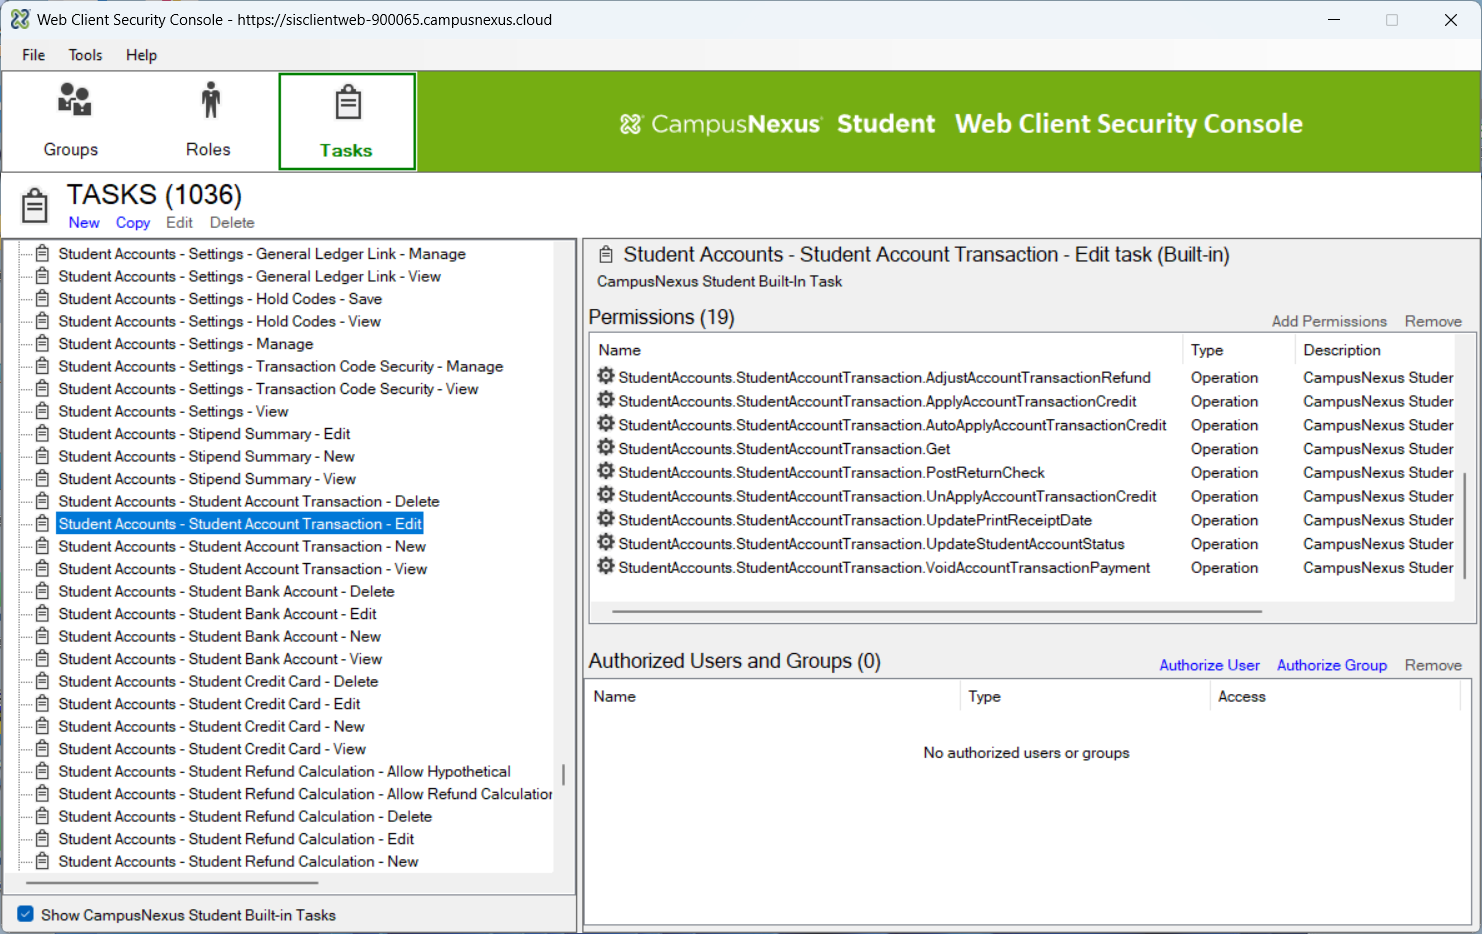 Web Client Security Console - https://sisclientweb-900065.campusnexus.cloud
File Tools Help
Groups Roles Tasks
CampusNexus Student Web Client Security Console
TASKS (1036)
New Copy Edit Delete
Student Accounts - Settings - General Ledger Link - Manage
Student Accounts - Settings - General Ledger Link - View
Student Accounts - Settings - Hold Codes - Save
Student Accounts - Settings - Hold Codes - View
Student Accounts - Settings - Manage
Student Accounts - Settings - Transaction Code Security - Manage
Student Accounts - Settings - Transaction Code Security - View
Student Accounts - Settings - View
Student Accounts - Stipend Summary - Edit
Student Accounts - Stipend Summary - New
Student Accounts - Stipend Summary - View
Student Accounts - Student Account Transaction - Delete
Student Accounts - Student Account Transaction - Edit
Student Accounts - Student Account Transaction - New
Student Accounts - Student Account Transaction - View
Student Accounts - Student Bank Account - Delete
Student Accounts - Student Bank Account - Edit
Student Accounts - Student Bank Account - New
Student Accounts - Student Bank Account - View
Student Accounts - Student Credit Card - Delete
Student Accounts - Student Credit Card - Edit
Student Accounts - Student Credit Card - New
Student Accounts - Student Credit Card - View
Student Accounts - Student Refund Calculation - Allow Hypothetical
Student Accounts - Student Refund Calculation - Allow Refund Calculation
Student Accounts - Student Refund Calculation - Delete
Student Accounts - Student Refund Calculation - Edit
Student Accounts - Student Refund Calculation - New
Show CampusNexus Student Built-in Tasks
Student Accounts - Student Account Transaction - Edit task (Built-in)
CampusNexus Student Built-In Task
Permissions (19)
Add Permissions Remove
Name Type Description
StudentAccounts.StudentAccountTransaction.AdjustAccountTransactionRefund Operation CampusNexus Studer
StudentAccounts.StudentAccountTransaction.ApplyAccountTransactionCredit Operation CampusNexus Studer
StudentAccounts.StudentAccountTransaction.AutoApplyAccountTransactionCredit Operation CampusNexus Studer
StudentAccounts.StudentAccountTransaction.Get Operation CampusNexus Studer
StudentAccounts.StudentAccountTransaction.PostReturnCheck Operation CampusNexus Studer
StudentAccounts.StudentAccountTransaction.UnApplyAccountTransactionCredit Operation CampusNexus Studer
StudentAccounts.StudentAccountTransaction.UpdatePrintReceiptDate Operation CampusNexus Studer
StudentAccounts.StudentAccountTransaction.UpdateStudentAccountStatus Operation CampusNexus Studer
StudentAccounts.StudentAccountTransaction.VoidAccountTransactionPayment Operation CampusNexus Studer
Authorized Users and Groups (0)
Authorize User Authorize Group Remove
Name Type Access
No authorized users or groups